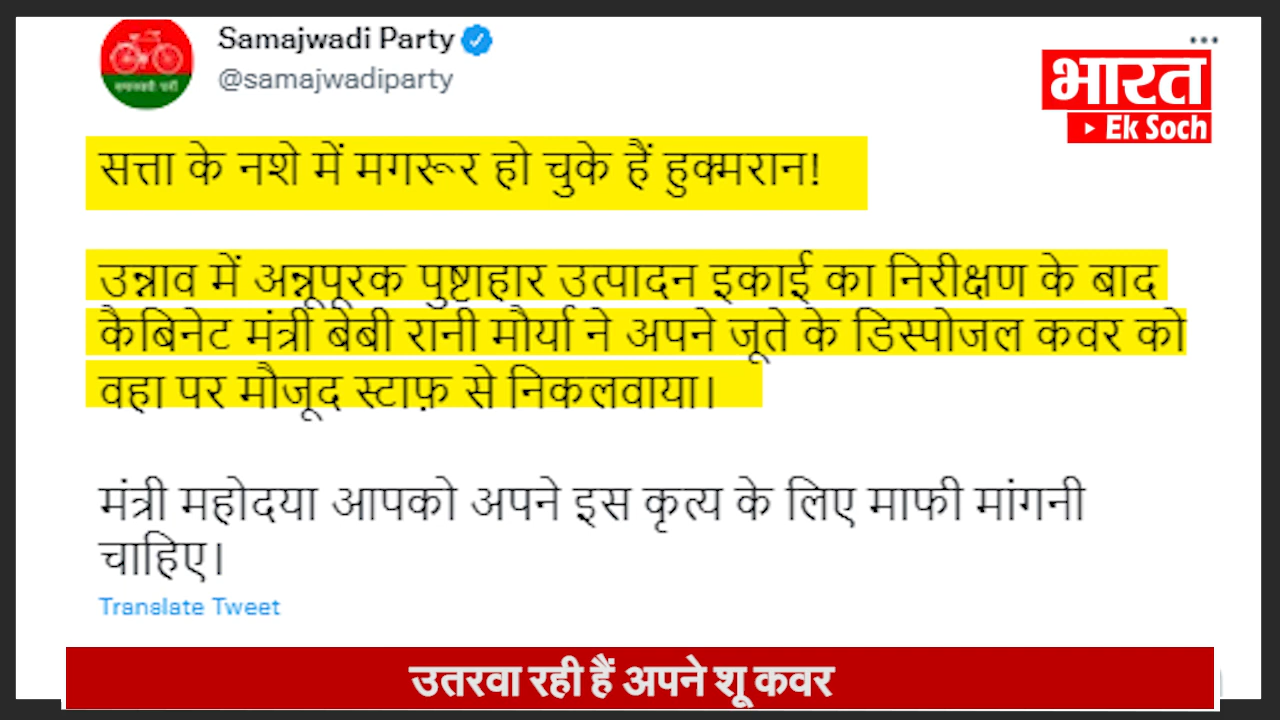 Samajwadi Party
@samajwadiparty
भारत
Ek Soch
सत्ता के नशे में मगरूर हो चुके हैं हुक्मरान!
उन्नाव में अन्नूपूरक पुष्टाहार उत्पादन इकाई का निरीक्षण के बाद
कैबिनेट मंत्री बेबी रानी मौर्या ने अपने जूते के डिस्पोजल कवर को
वहा पर मौजूद स्टाफ़ से निकलवाया।
मंत्री महोदया आपको अपने इस कृत्य के लिए माफी मांगनी
चाहिए।
Translate Tweet
उतरवा रही हैं अपने शू कवर